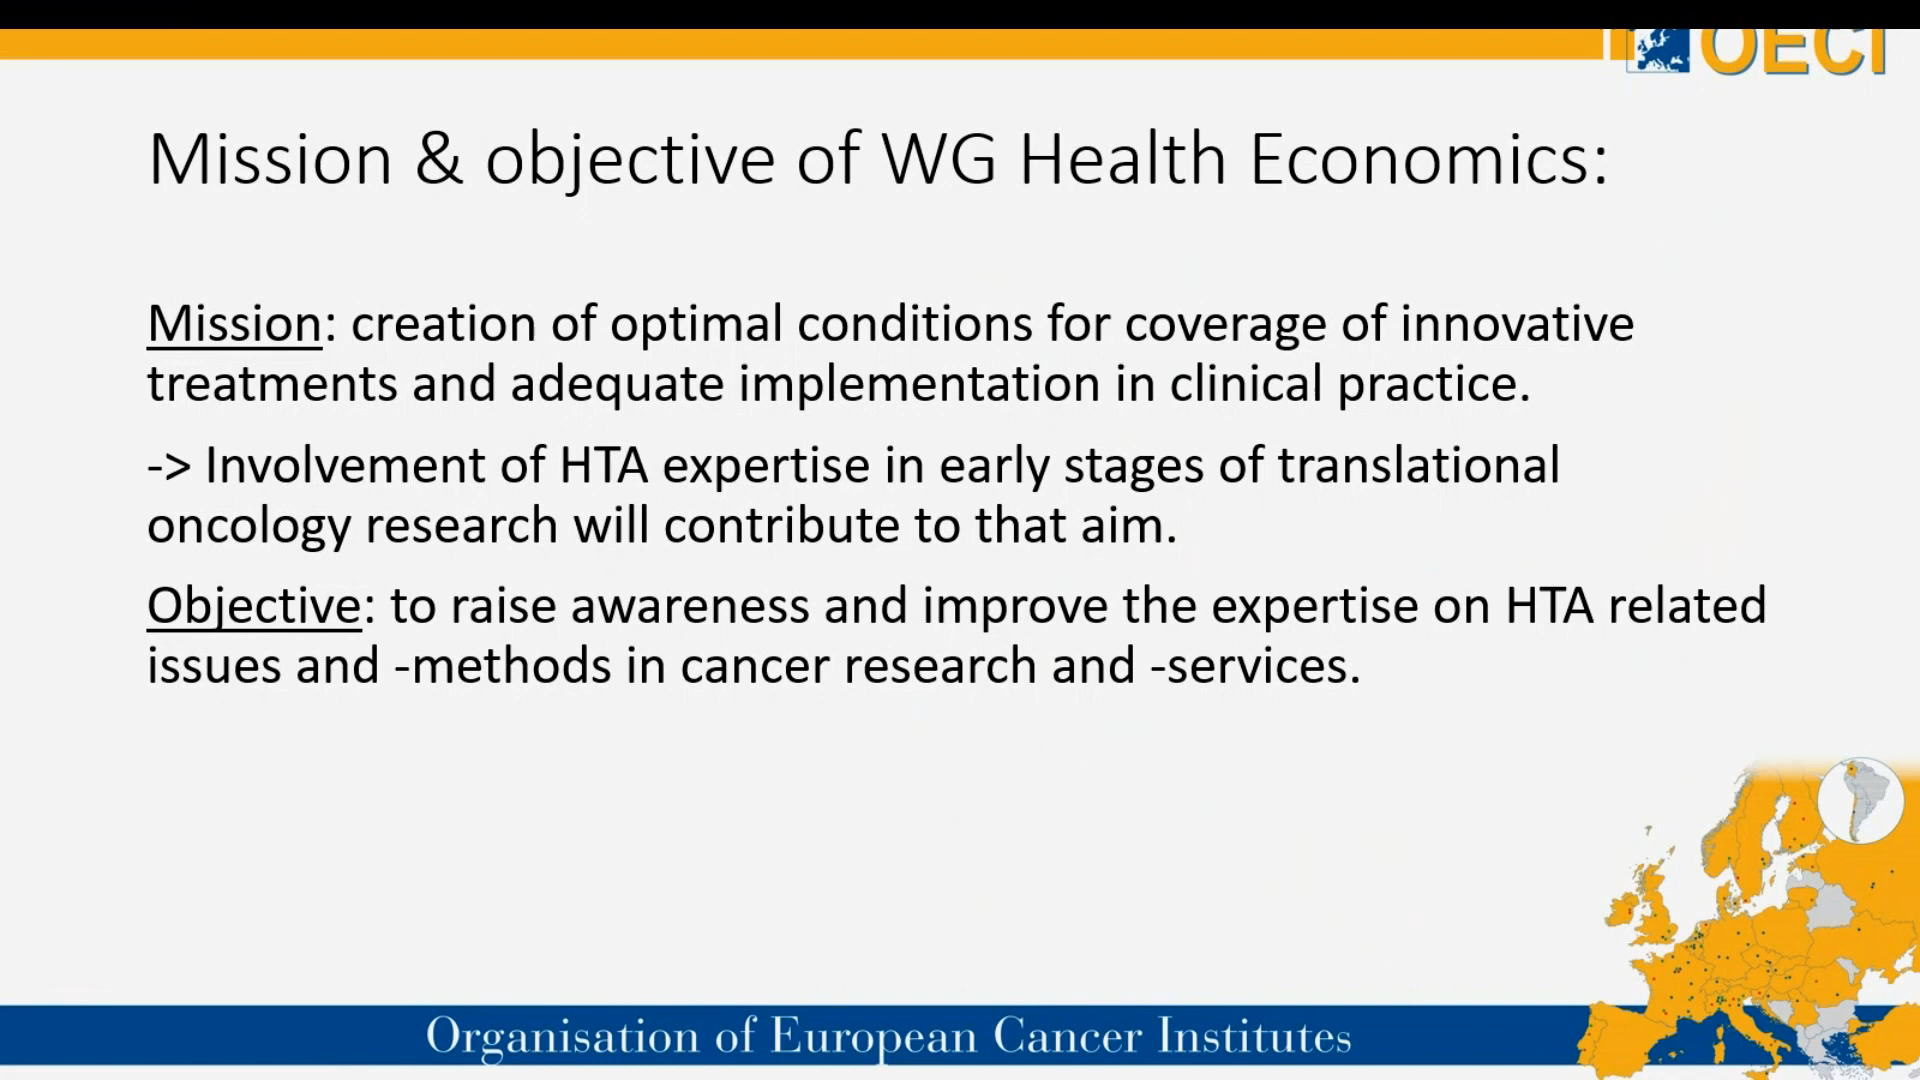 OECI
Mission & objective of WG Health Economics:
Mission: creation of optimal conditions for coverage of innovative
treatments and adequate implementation in clinical practice.
-> Involvement of HTA expertise in early stages of translational
oncology research will contribute to that aim.
Objective: to raise awareness and improve the expertise on HTA related
issues and -methods in cancer research and -services.
Organisation of European Cancer Institutes